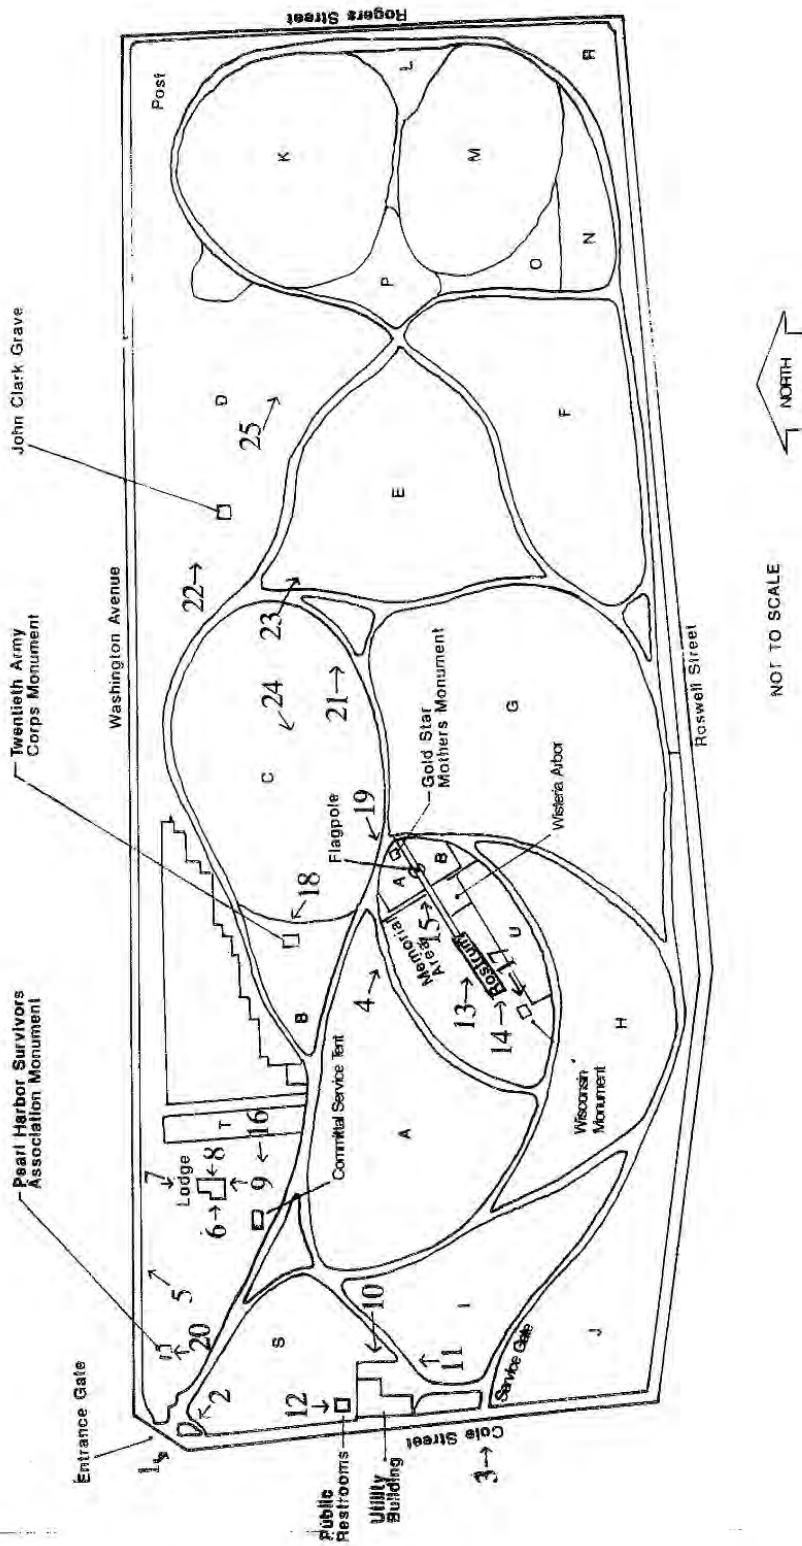 Pearl Harbor Survivors
Association Monument
Twentieth Army
Corps Monument
John Clark Grave
Entrance Gate
Washington Avenue
Rogers Street
Post
1
2
20
5
7
Lodge
6
8
9
16
T
B
18
C
24
22
23
25
D
K
L
M
R
P
O
N
E
F
21
19
Flagpole
Gold Star
Mothers Monument
Wisteria Arbor
Memorial
Area
A
B
U
15
Rostrum
13
14
17
4
Committal Service Tent
A
S
10
11
12
I
J
H
G
Wisconsin
Monument
Public
Restrooms
Utility
Building
Cole Street
3
Service Gate
Roswell Street
NOT TO SCALE
NORTH